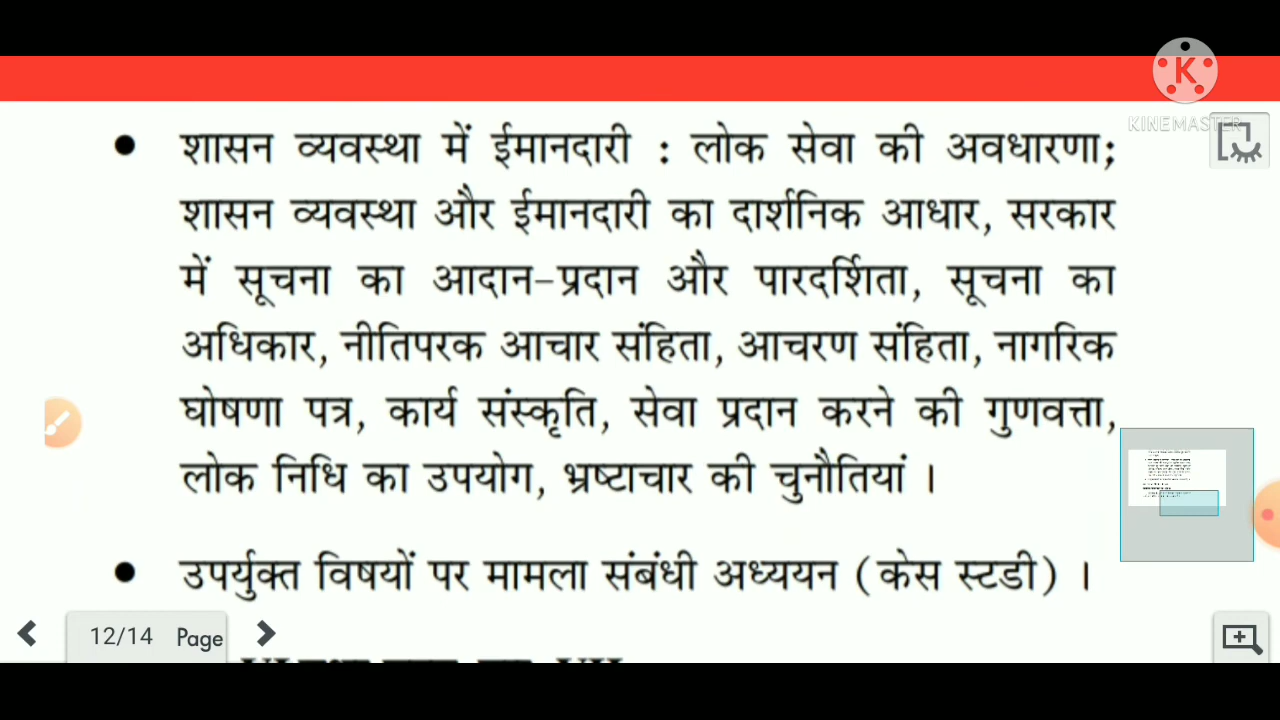 K
KINEMASTER
● शासन व्यवस्था में ईमानदारी : लोक सेवा की अवधारणा;
शासन व्यवस्था और ईमानदारी का दार्शनिक आधार, सरकार
में सूचना का आदान-प्रदान और पारदर्शिता, सूचना का
अधिकार, नीतिपरक आचार संहिता, आचरण संहिता, नागरिक
घोषणा पत्र, कार्य संस्कृति, सेवा प्रदान करने की गुणवत्ता,
लोक निधि का उपयोग, भ्रष्टाचार की चुनौतियां ।
● उपर्युक्त विषयों पर मामला संबंधी अध्ययन (केस स्टडी) ।
12/14 Page